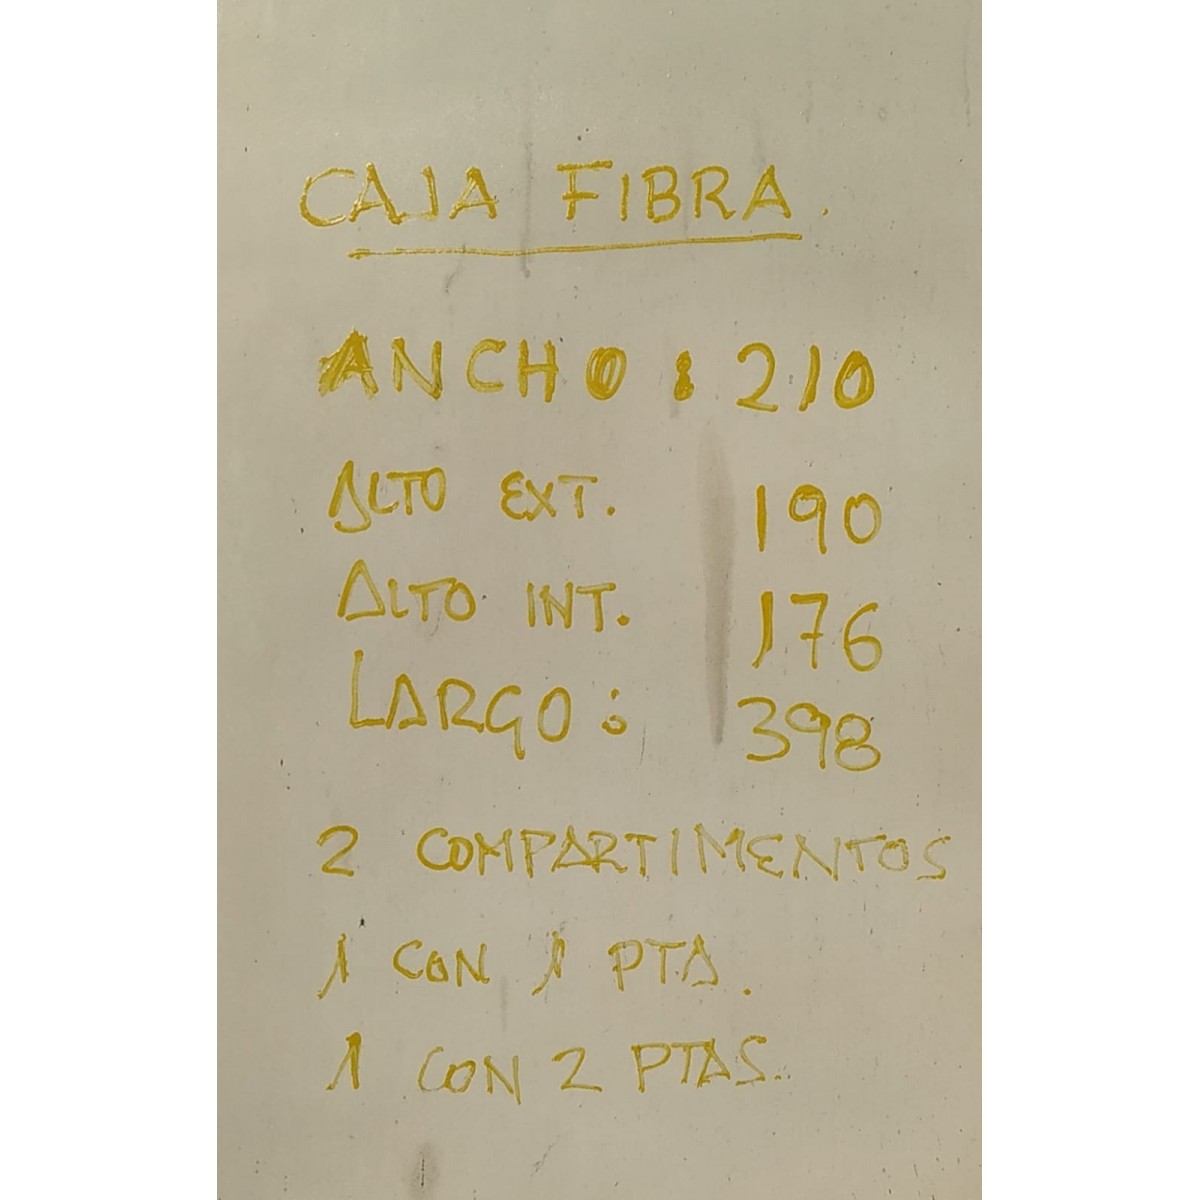 CAJA FIBRA.
ANCHO: 210
ALTO EXT. 190
ALTO INT. 176
LARGO: 398
2 COMPARTIMENTOS
1 CON 1 PTA.
1 CON 2 PTAS.